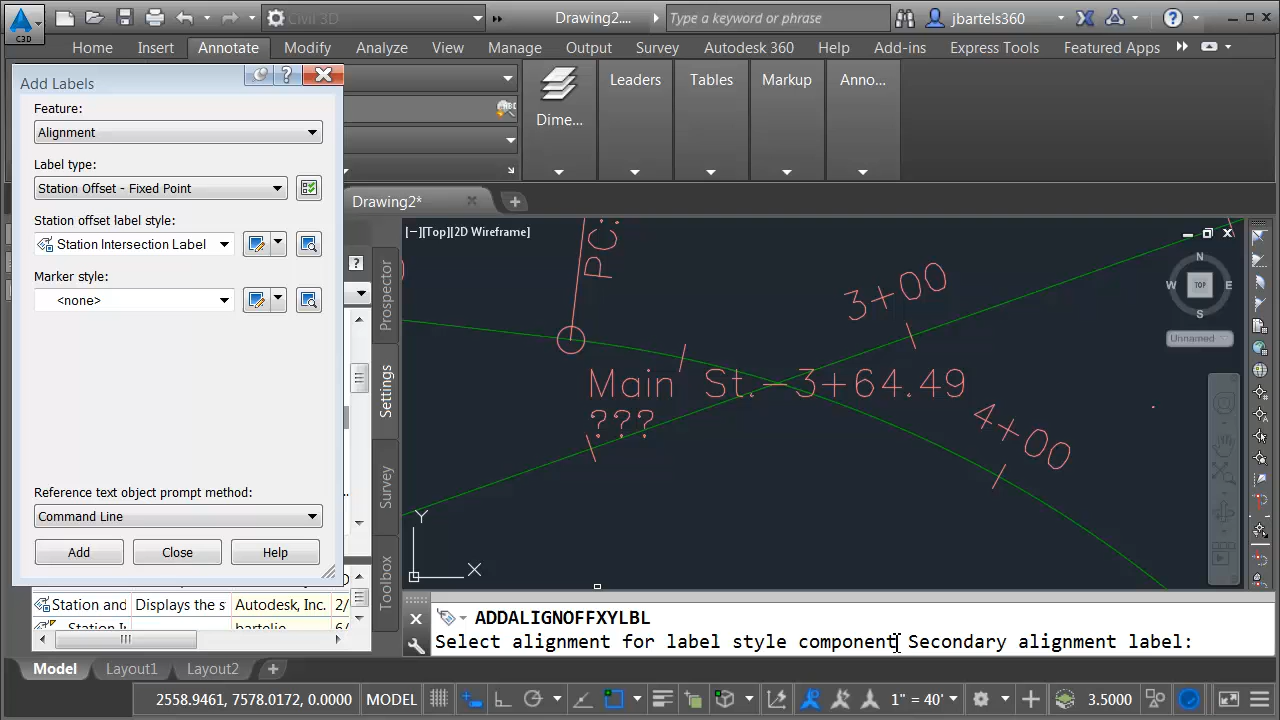 Civil 3D
Drawing2....
Type a keyword or phrase
jbartels360
C3D
Home Insert Annotate Modify Analyze View Manage Output Survey Autodesk 360 Help Add-ins Express Tools Featured Apps
Add Labels
Feature:
Alignment
Label type:
Station Offset - Fixed Point
Station offset label style:
Station Intersection Label
Marker style:
<none>
Reference text object prompt method:
Command Line
Add Close Help
Dime...
Leaders
Tables
Markup
Anno...
Drawing2*
Prospector
Settings
Survey
Toolbox
[−][Top][2D Wireframe]
PC:
3+00
Main St.-3+64.49
???
4+00
Y
X
N
W TOP E
S
Unnamed
Station and Displays the s Autodesk, Inc. 2/
ADDALIGNOFFXYLBL
Select alignment for label style component Secondary alignment label:
Model Layout1 Layout2
2558.9461, 7578.0172, 0.0000 MODEL 1" = 40' 3.5000